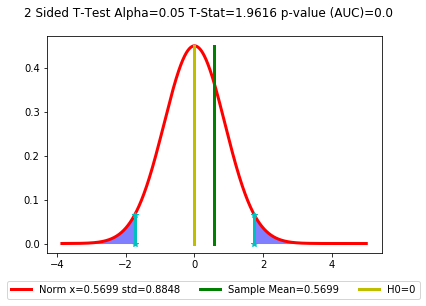 2 Sided T-Test Alpha=0.05 T-Stat=1.9616 p-value (AUC)=0.0
0.4
0.3
0.2
0.1
0.0
−4 −2 0 2 4
Norm x=0.5699 std=0.8848 Sample Mean=0.5699 H0=0